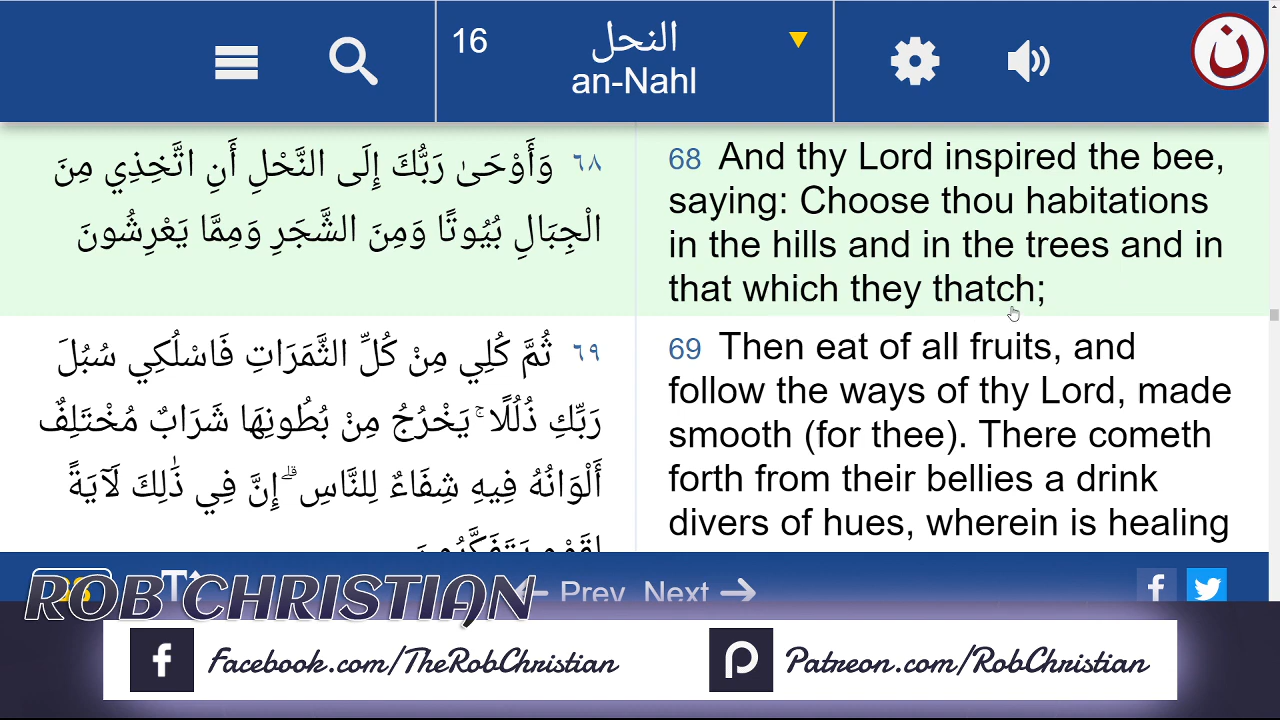 16
النحل
an-Nahl
ن
٦٨ وَأَوْحَىٰ رَبُّكَ إِلَى النَّحْلِ أَنِ اتَّخِذِي مِنَ
الْجِبَالِ بُيُوتًا وَمِنَ الشَّجَرِ وَمِمَّا يَعْرِشُونَ
68 And thy Lord inspired the bee,
saying: Choose thou habitations
in the hills and in the trees and in
that which they thatch;
٦٩ ثُمَّ كُلِي مِنْ كُلِّ الثَّمَرَاتِ فَاسْلُكِي سُبُلَ
رَبِّكِ ذُلُلًا ۚ يَخْرُجُ مِنْ بُطُونِهَا شَرَابٌ مُخْتَلِفٌ
أَلْوَانُهُ فِيهِ شِفَاءٌ لِلنَّاسِ ۗ إِنَّ فِي ذَٰلِكَ لَآيَةً
69 Then eat of all fruits, and
follow the ways of thy Lord, made
smooth (for thee). There cometh
forth from their bellies a drink
divers of hues, wherein is healing
Prev Next
ROB CHRISTIAN
Facebook.com/TheRobChristian
Patreon.com/RobChristian